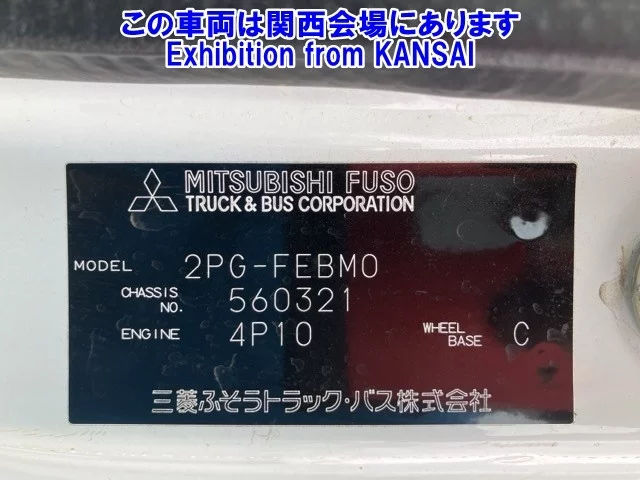 この車両は関西会場にあります
Exhibition from KANSAI
MITSUBISHI FUSO
TRUCK & BUS CORPORATION
MODEL 2PG-FEBM0
CHASSIS NO. 560321
ENGINE 4P10 WHEEL BASE C
三菱ふそうトラック・バス株式会社